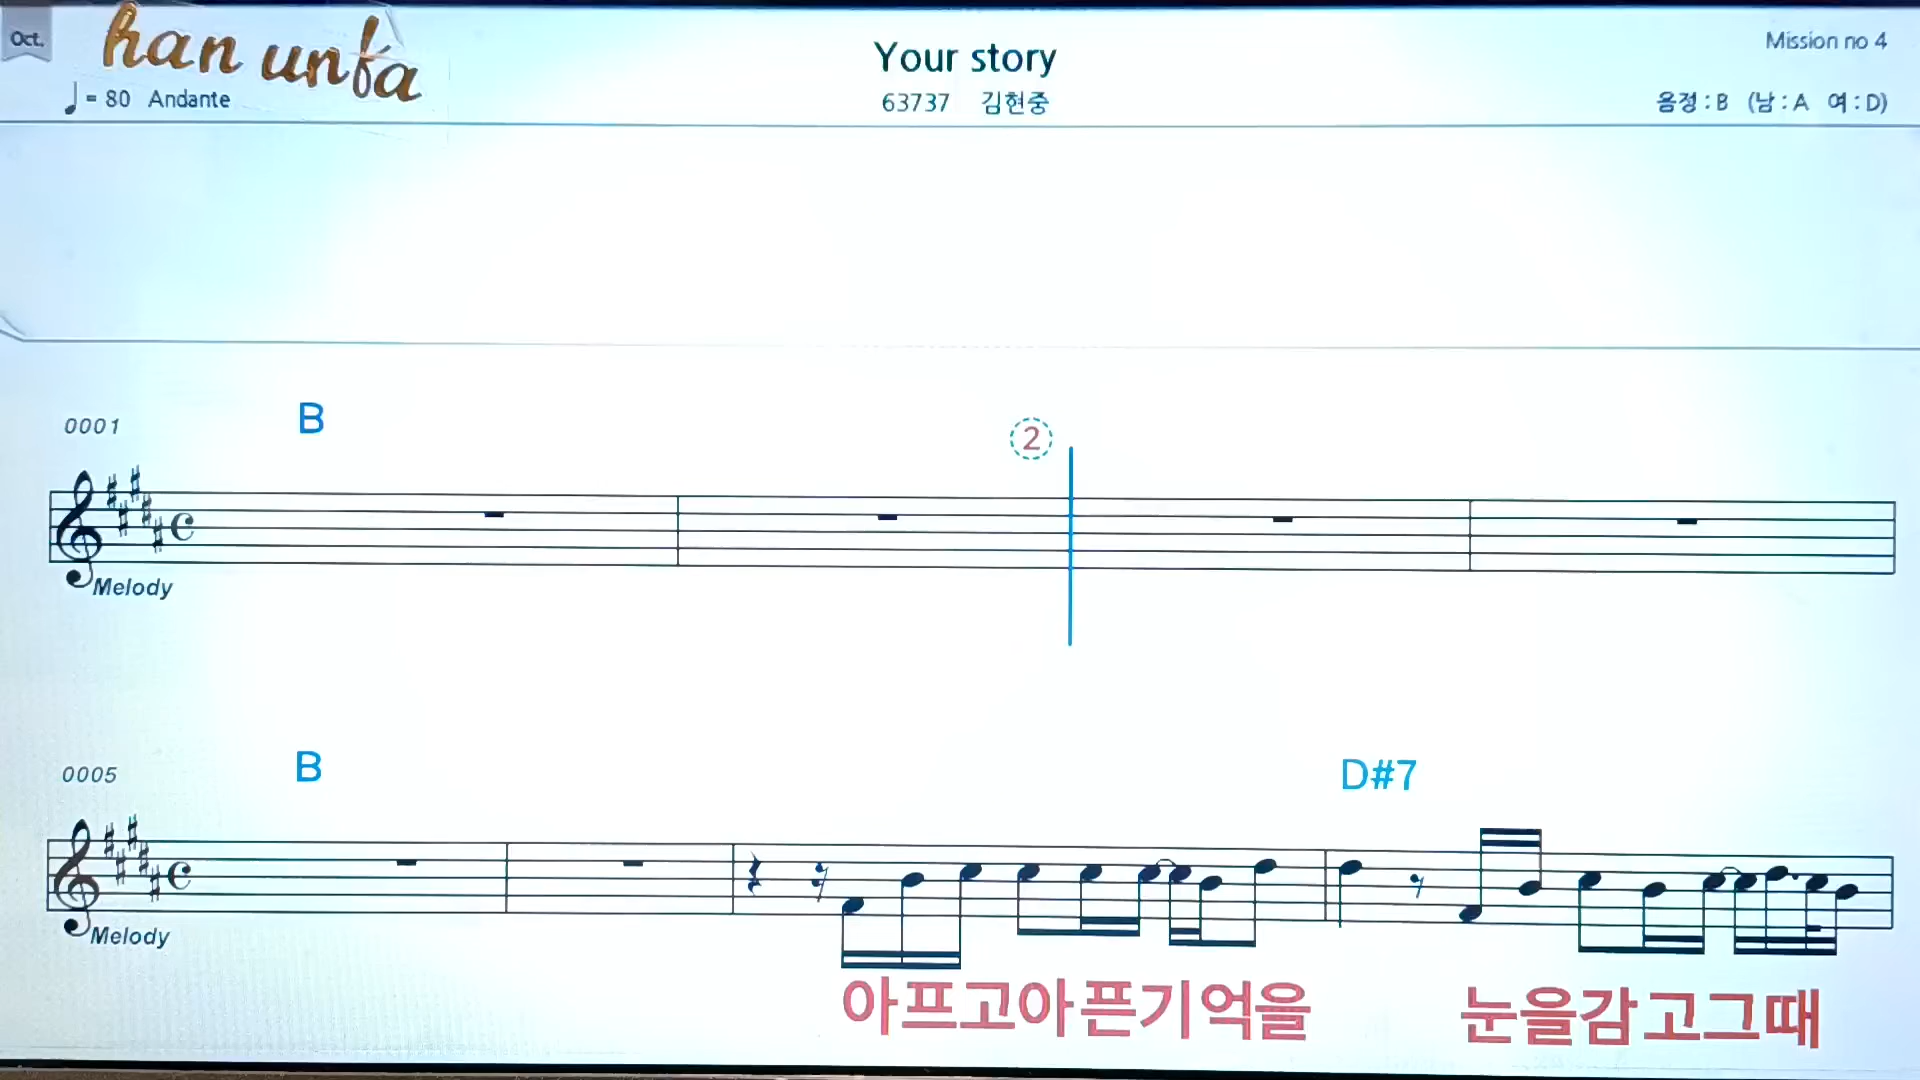 Oct.
han unfa
Your story
Mission no 4
= 80 Andante
63737 김현중
음정 : B (남 : A 여 : D)
0001
B
2
Melody
0005
B
D#7
Melody
아프고아픈기억을 눈을감고그때